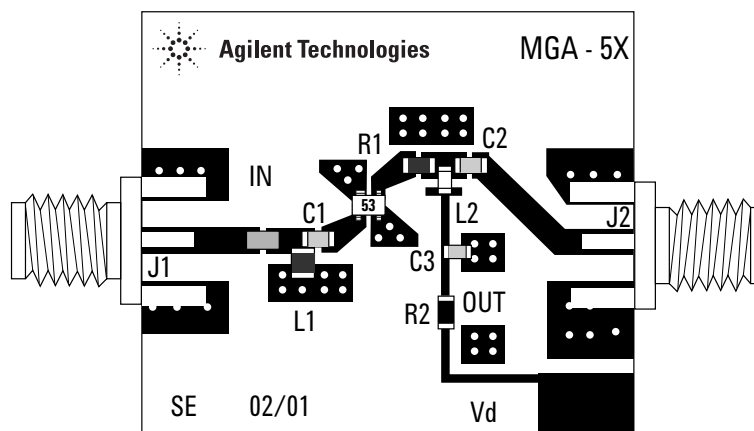 Agilent Technologies MGA - 5X
R1 C2
IN
53
C1 L2 J2
J1 C3
L1 R2 OUT
SE 02/01 Vd